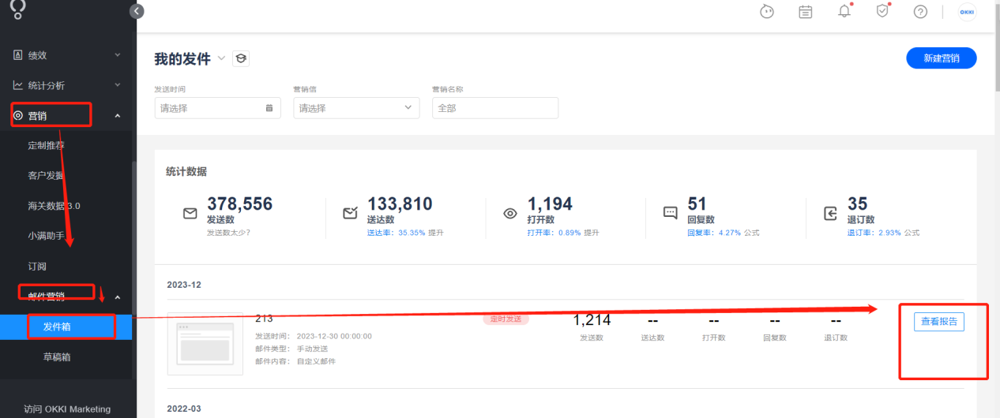 绩效
统计分析
营销
定制推荐
客户发掘
海关数据3.0
小满助手
订阅
邮件营销
发件箱
草稿箱
访问 OKKI Marketing
OKKI
我的发件
新建营销
发送时间
营销信
营销名称
请选择
请选择
全部
统计数据
378,556
发送数
发送数太少?
133,810
送达数
送达率: 35.35% 提升
1,194
打开数
打开率: 0.89% 提升
51
回复数
回复率: 4.27% 公式
35
退订数
退订率: 2.93% 公式
2023-12
213
定时发送
发送时间: 2023-12-30 00:00:00
邮件类型: 手动发送
邮件内容: 自定义邮件
1,214
发送数
--
送达数
--
打开数
--
回复数
--
退订数
查看报告
2022-03